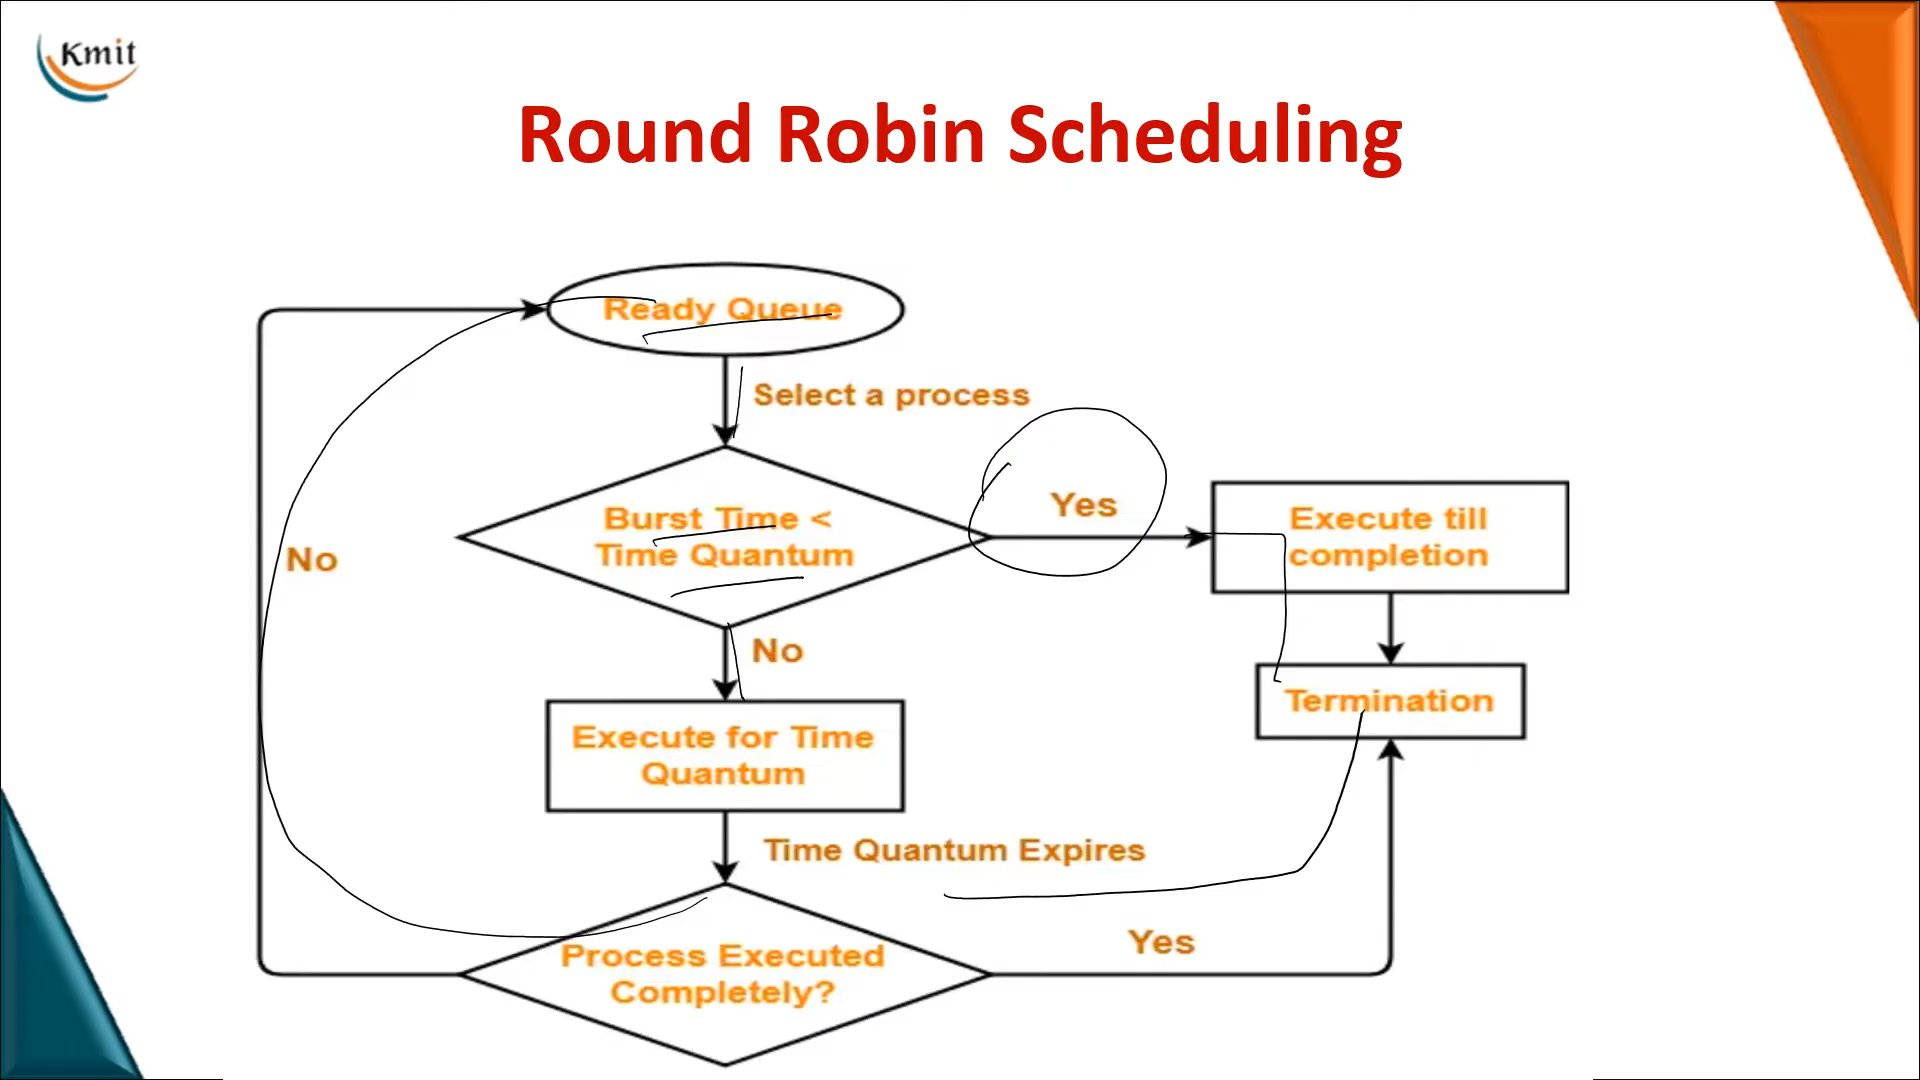 Kmit
Round Robin Scheduling
Ready Queue
Select a process
Burst Time <
Time Quantum
Yes
Execute till
completion
No
No
Termination
Execute for Time
Quantum
Time Quantum Expires
Process Executed
Completely?
Yes